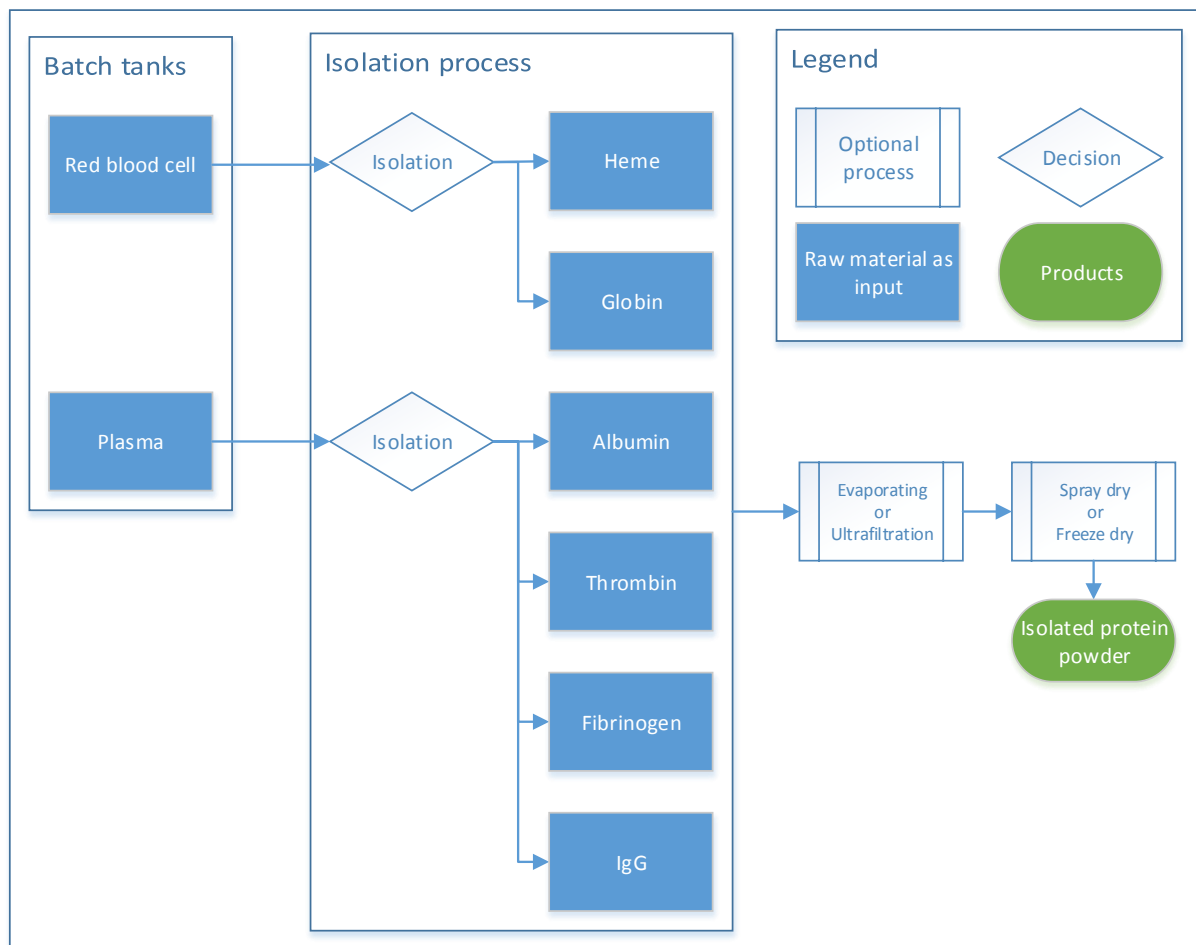 Batch tanks
Red blood cell
Plasma
Isolation process
Isolation
Heme
Globin
Isolation
Albumin
Thrombin
Fibrinogen
IgG
Legend
Optional
process
Decision
Raw material as
input
Products
Evaporating
or
Ultrafiltration
Spray dry
or
Freeze dry
Isolated protein
powder